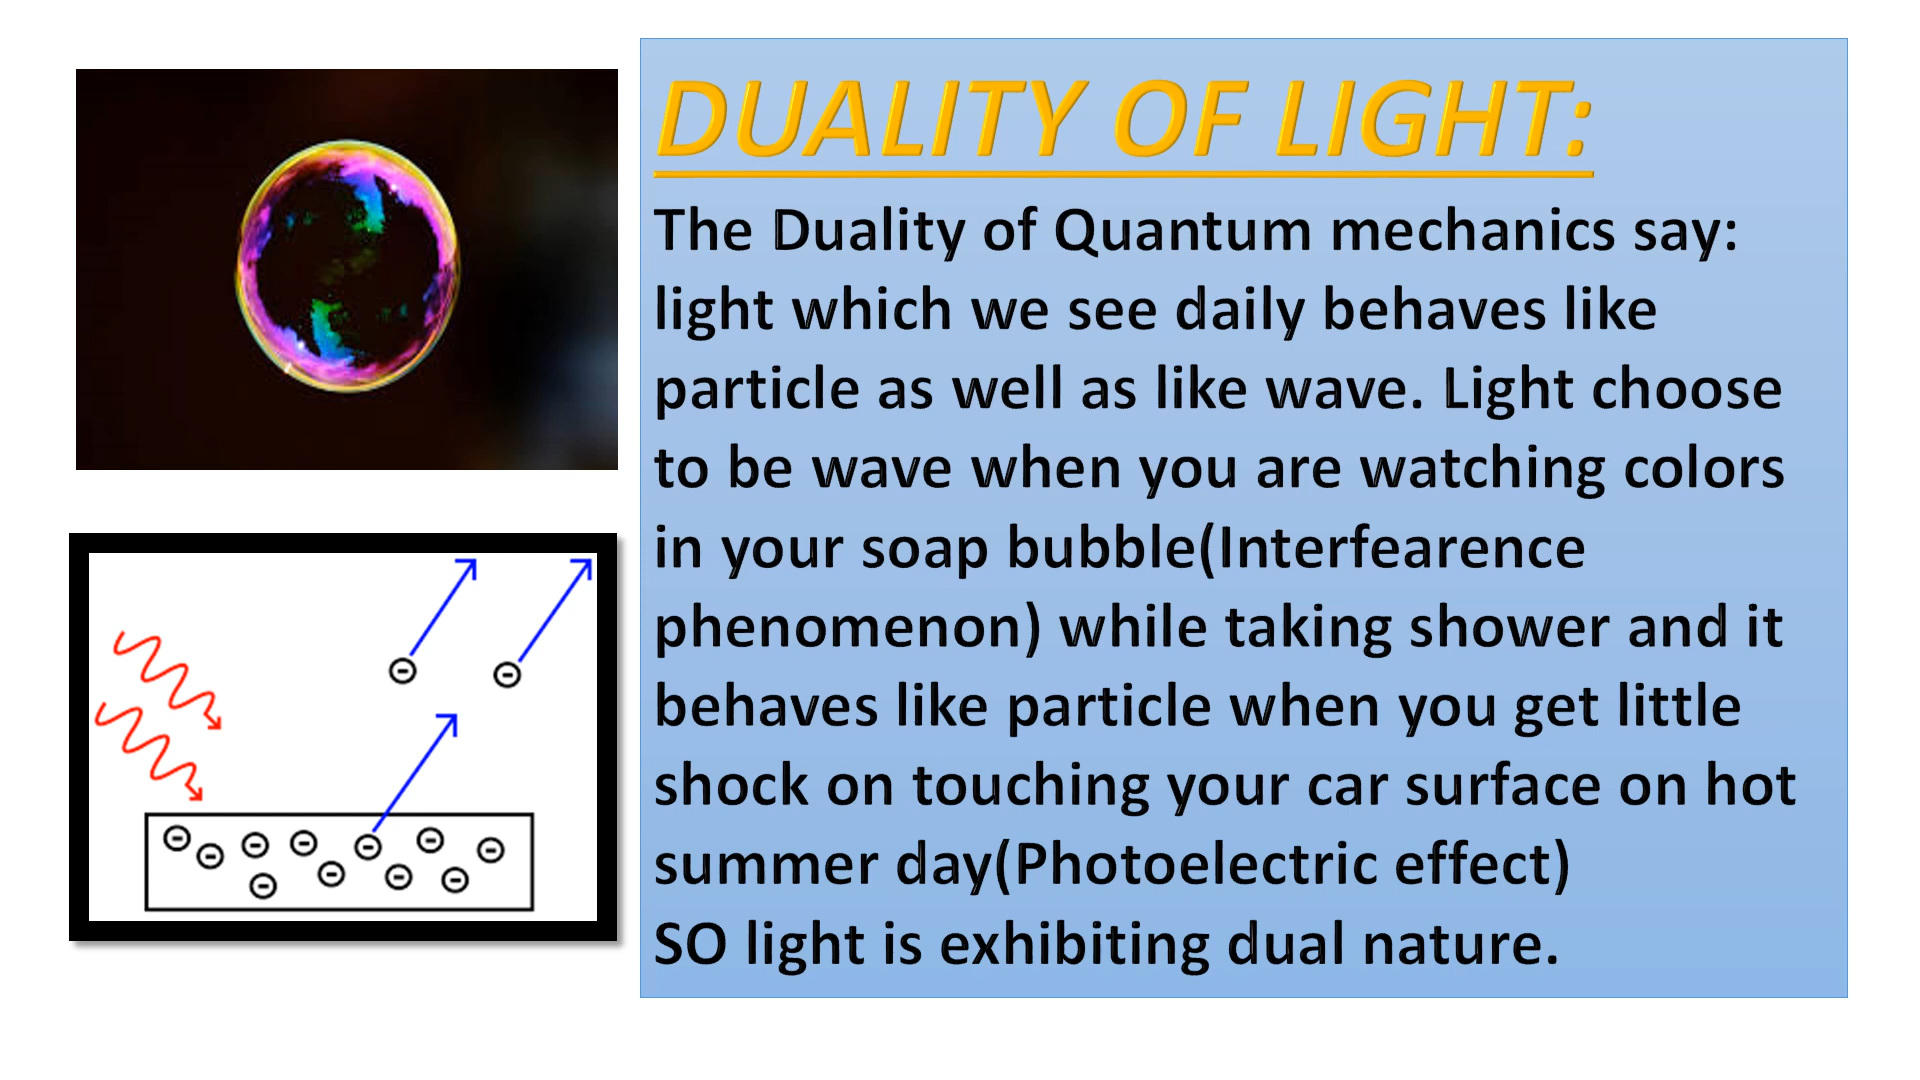 DUALITY OF LIGHT:
The Duality of Quantum mechanics say:
light which we see daily behaves like
particle as well as like wave. Light choose
to be wave when you are watching colors
in your soap bubble(Interfearence
phenomenon) while taking shower and it
behaves like particle when you get little
shock on touching your car surface on hot
summer day(Photoelectric effect)
SO light is exhibiting dual nature.